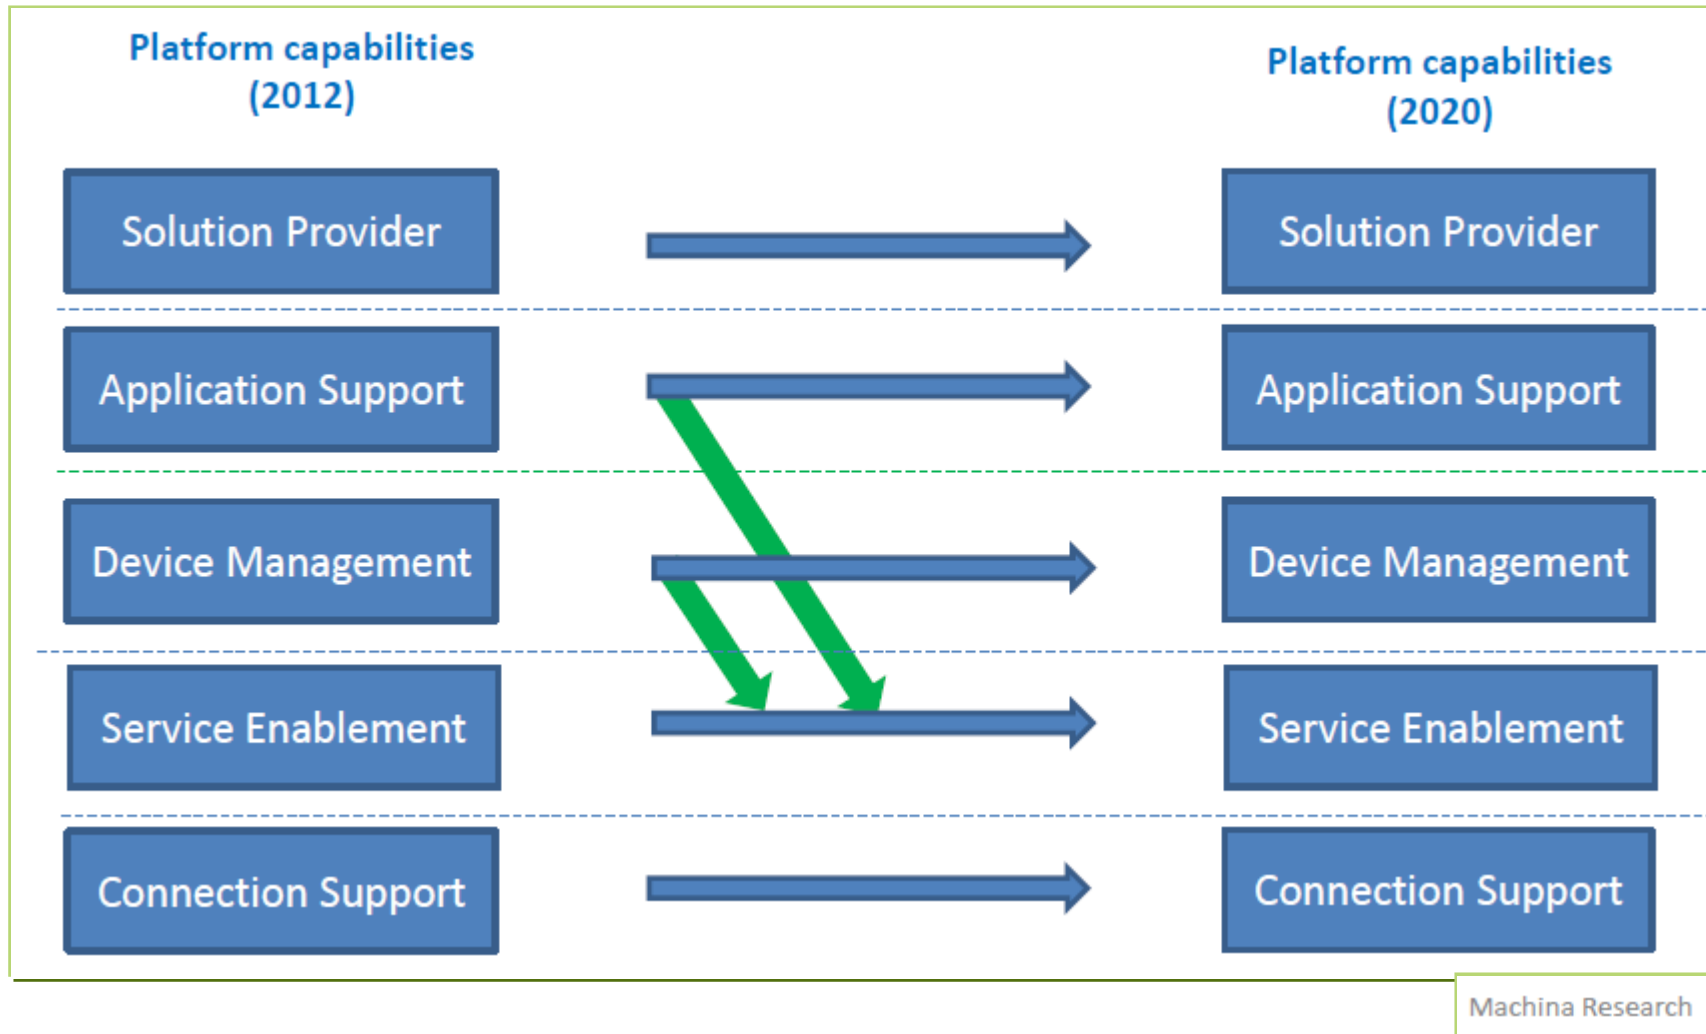 Platform capabilities
(2012)
Platform capabilities
(2020)
Solution Provider
Solution Provider
Application Support
Application Support
Device Management
Device Management
Service Enablement
Service Enablement
Connection Support
Connection Support
Machina Research